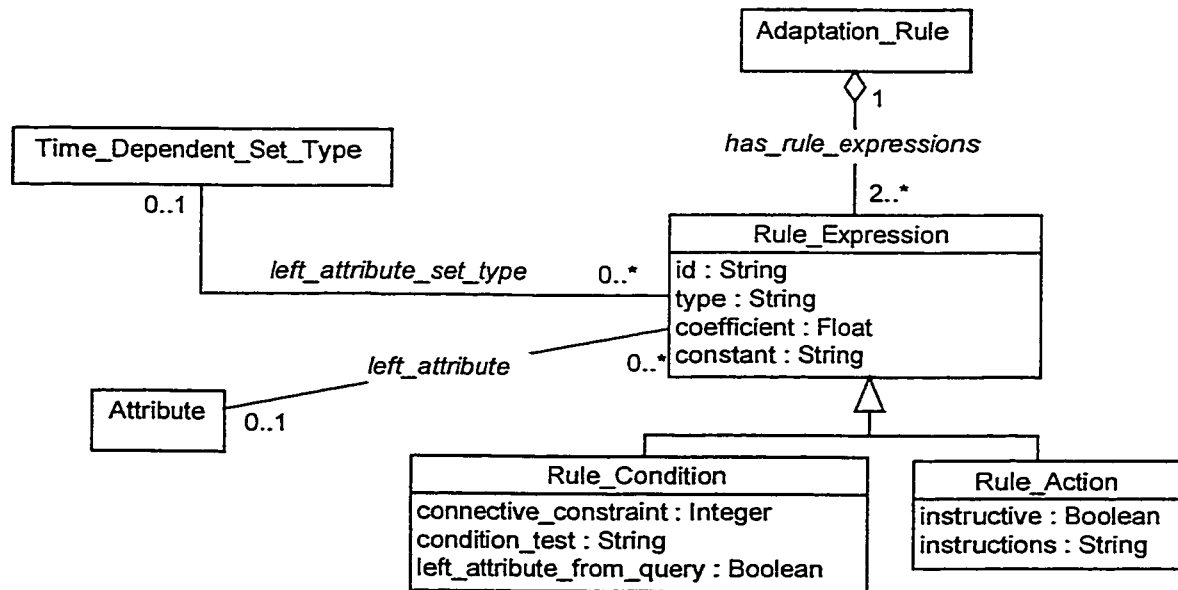 Adaptation_Rule
1
has_rule_expressions
2..*
Time_Dependent_Set_Type
0..1
left_attribute_set_type
0..*
Rule_Expression
id : String
type : String
coefficient : Float
constant : String
left_attribute
0..*
Attribute
0..1
Rule_Condition
connective_constraint : Integer
condition_test : String
left_attribute_from_query : Boolean
Rule_Action
instructive : Boolean
instructions : String